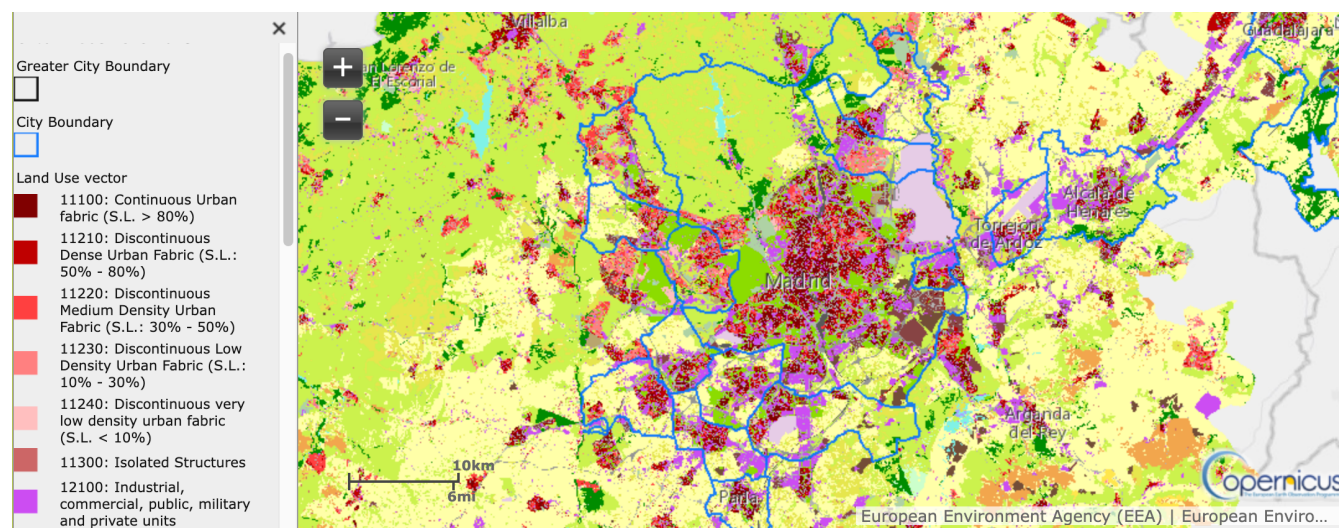 ×
Greater City Boundary
City Boundary
Land Use vector
11100: Continuous Urban
fabric (S.L. > 80%)
11210: Discontinuous
Dense Urban Fabric (S.L.:
50% - 80%)
11220: Discontinuous
Medium Density Urban
Fabric (S.L.: 30% - 50%)
11230: Discontinuous Low
Density Urban Fabric (S.L.:
10% - 30%)
11240: Discontinuous very
low density urban fabric
(S.L. < 10%)
11300: Isolated Structures
12100: Industrial,
commercial, public, military
and private units
+
−
Villalba
Lorenzo de
El Escorial
Guadalajara
Alcalá de
Henares
Torrejón
de Ardoz
Madrid
Arganda
del Rey
Parla
10km
6mi
Copernicus
European Environment Agency (EEA) | European Enviro...